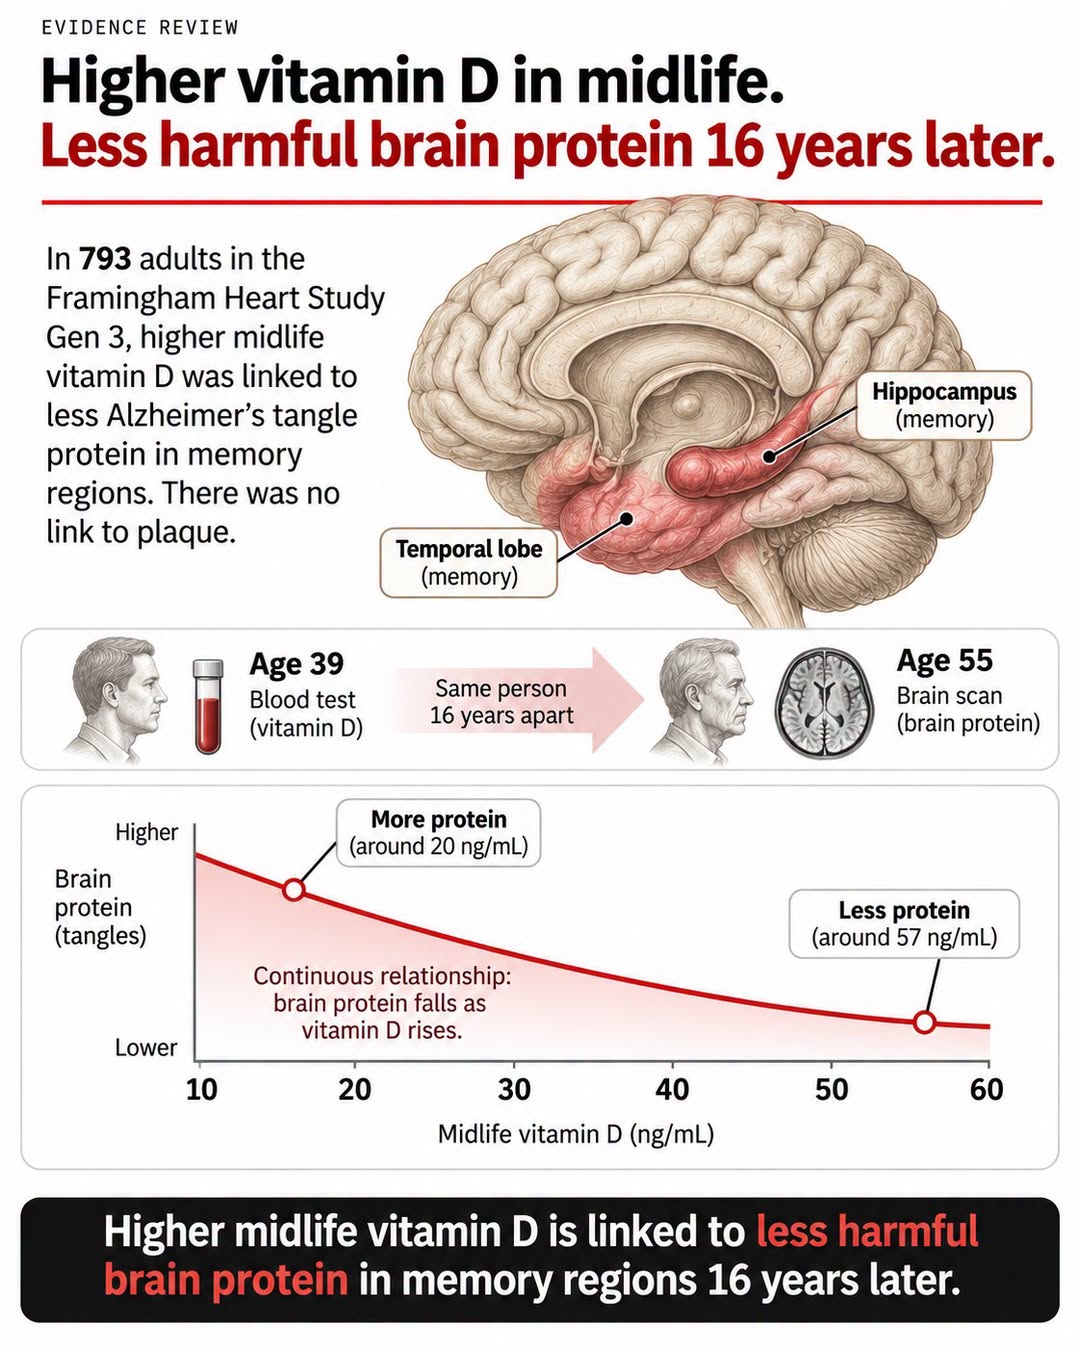 EVIDENCE REVIEW
Higher vitamin D in midlife.
Less harmful brain protein 16 years later.
In 793 adults in the
Framingham Heart Study
Gen 3, higher midlife
vitamin D was linked to
less Alzheimer’s tangle
protein in memory
regions. There was no
link to plaque.
Hippocampus
(memory)
Temporal lobe
(memory)
Age 39
Blood test
(vitamin D)
Same person
16 years apart
Age 55
Brain scan
(brain protein)
Higher
Brain
protein
(tangles)
Lower
More protein
(around 20 ng/mL)
Less protein
(around 57 ng/mL)
Continuous relationship:
brain protein falls as
vitamin D rises.
10 20 30 40 50 60
Midlife vitamin D (ng/mL)
Higher midlife vitamin D is linked to less harmful
brain protein in memory regions 16 years later.